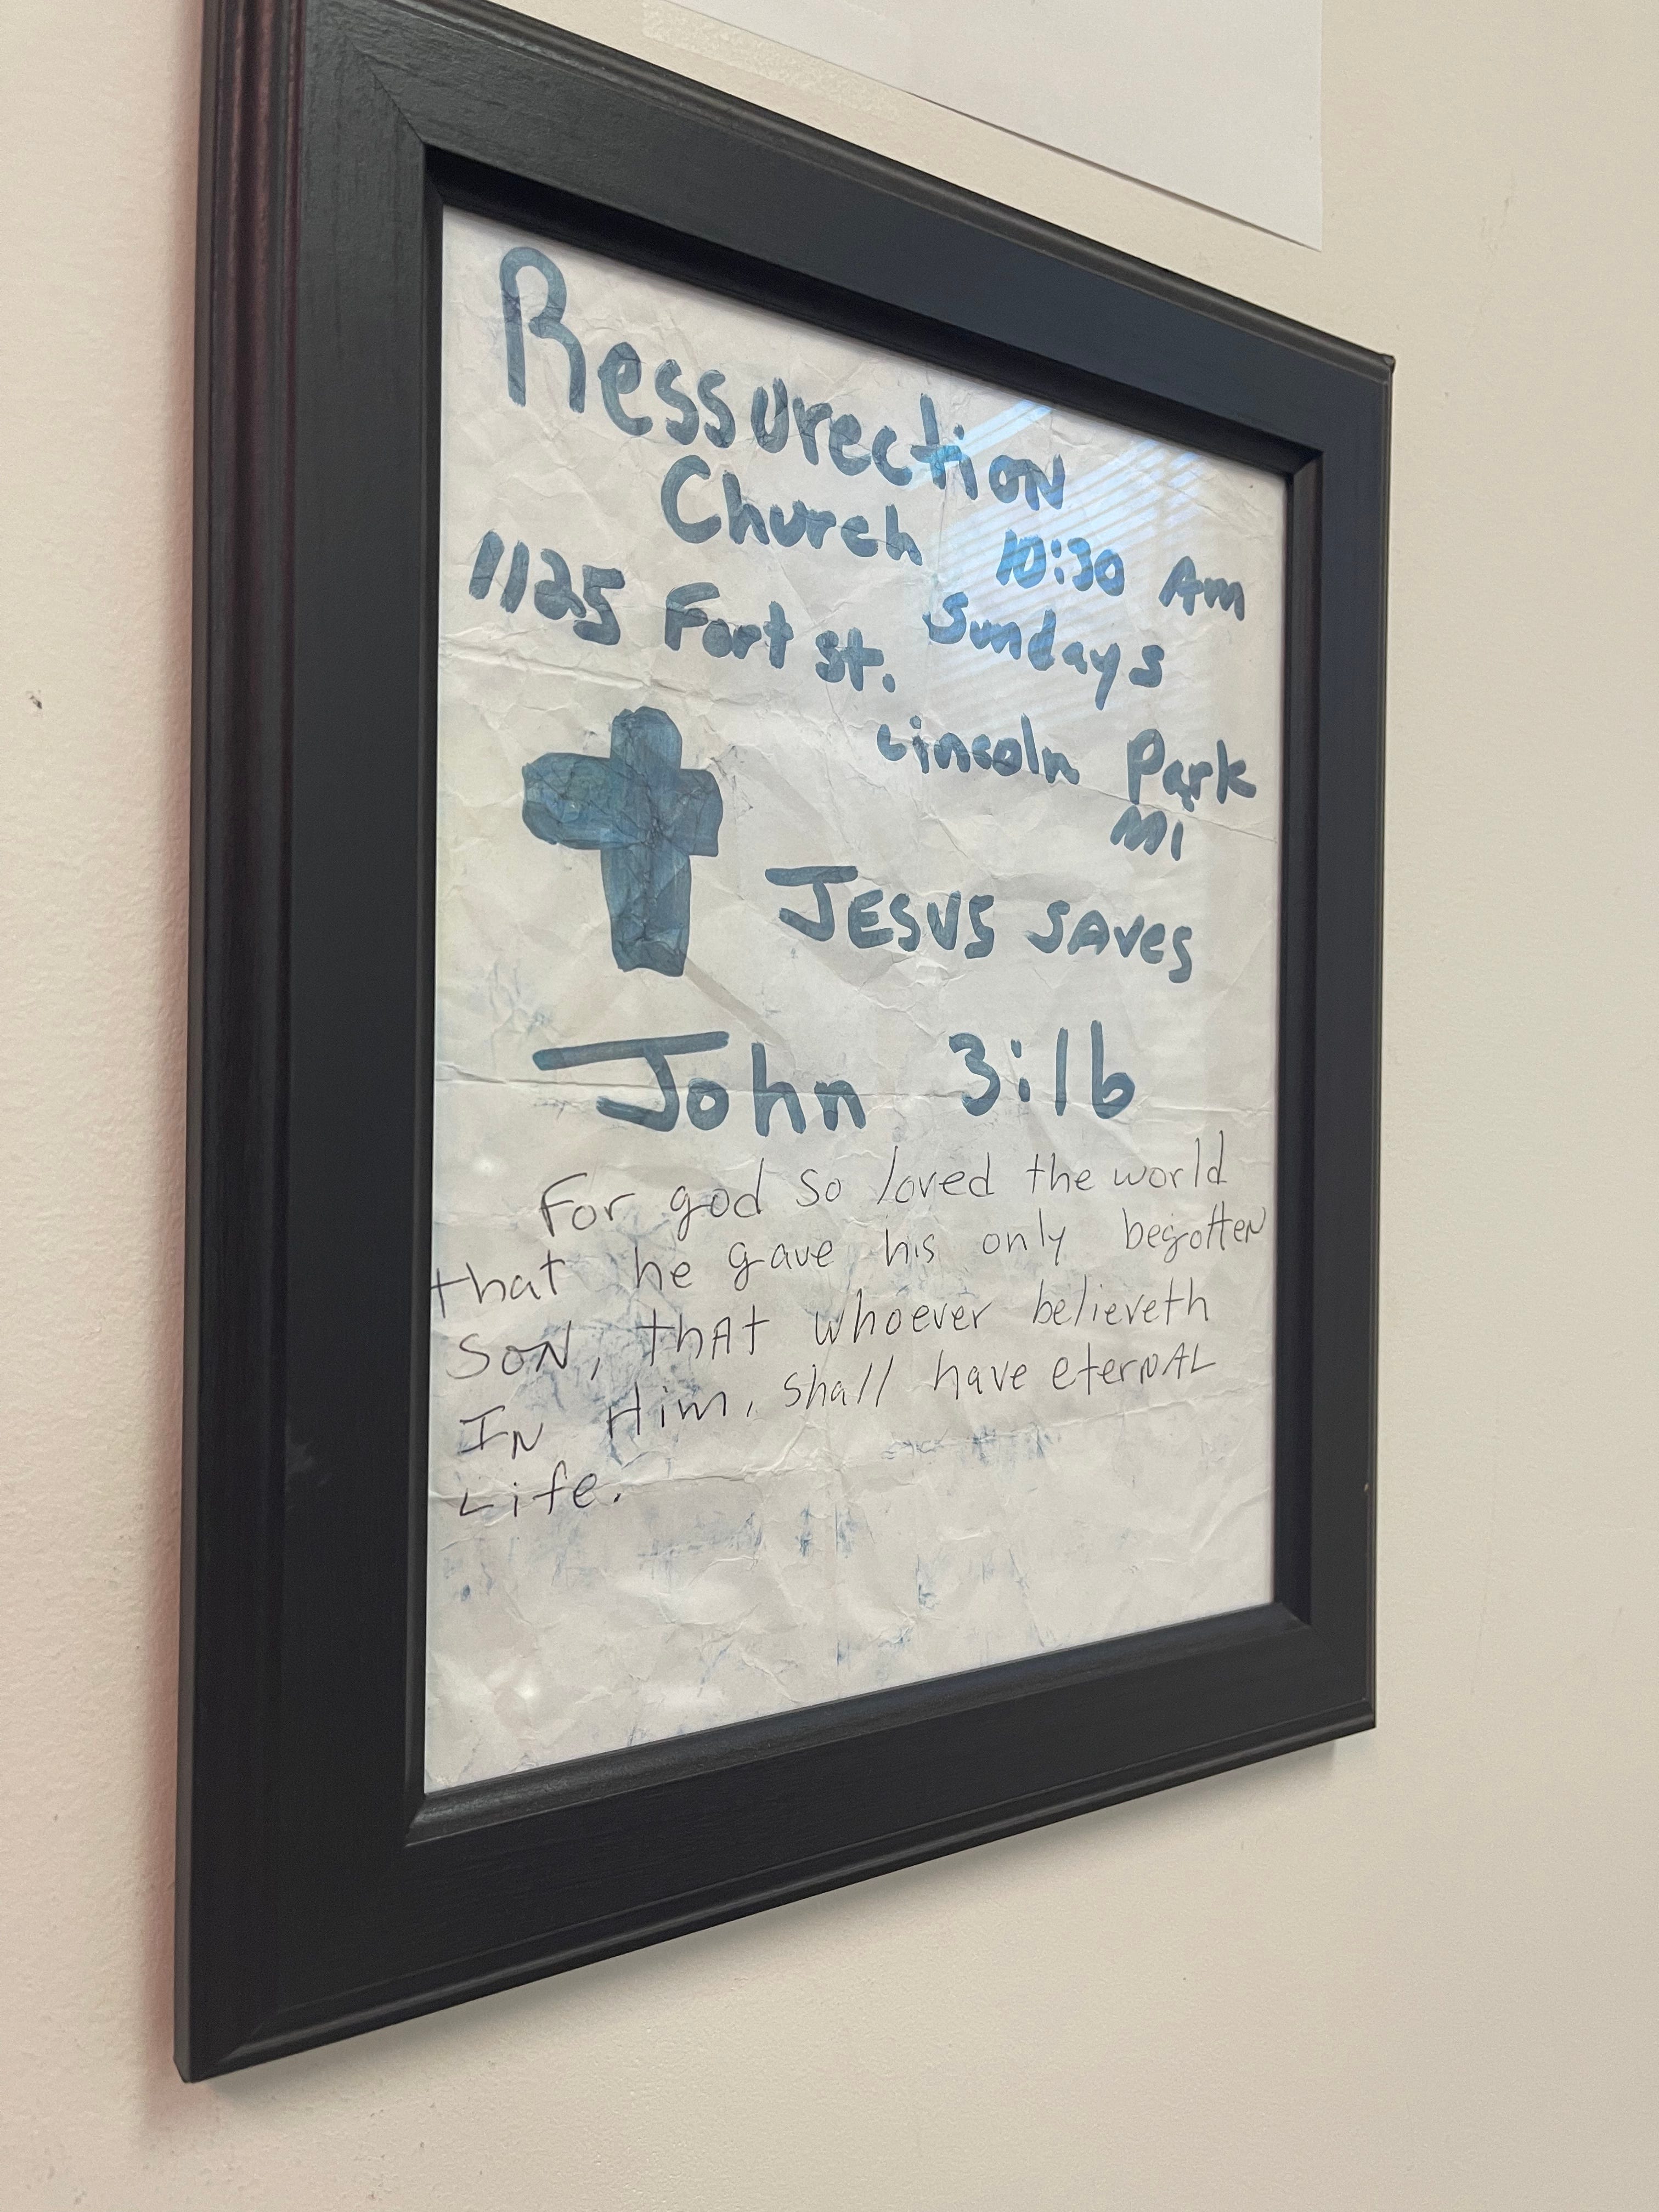 Ressurection
Church 10:30 Am
1125 Fort st. Sundays
Lincoln Park
MI
JESUS SAVES
John 3:16
For god so loved the world
that he gave his only begotten
SON, thAt whoever believeth
IN Him, shall have eterNAL
Life.